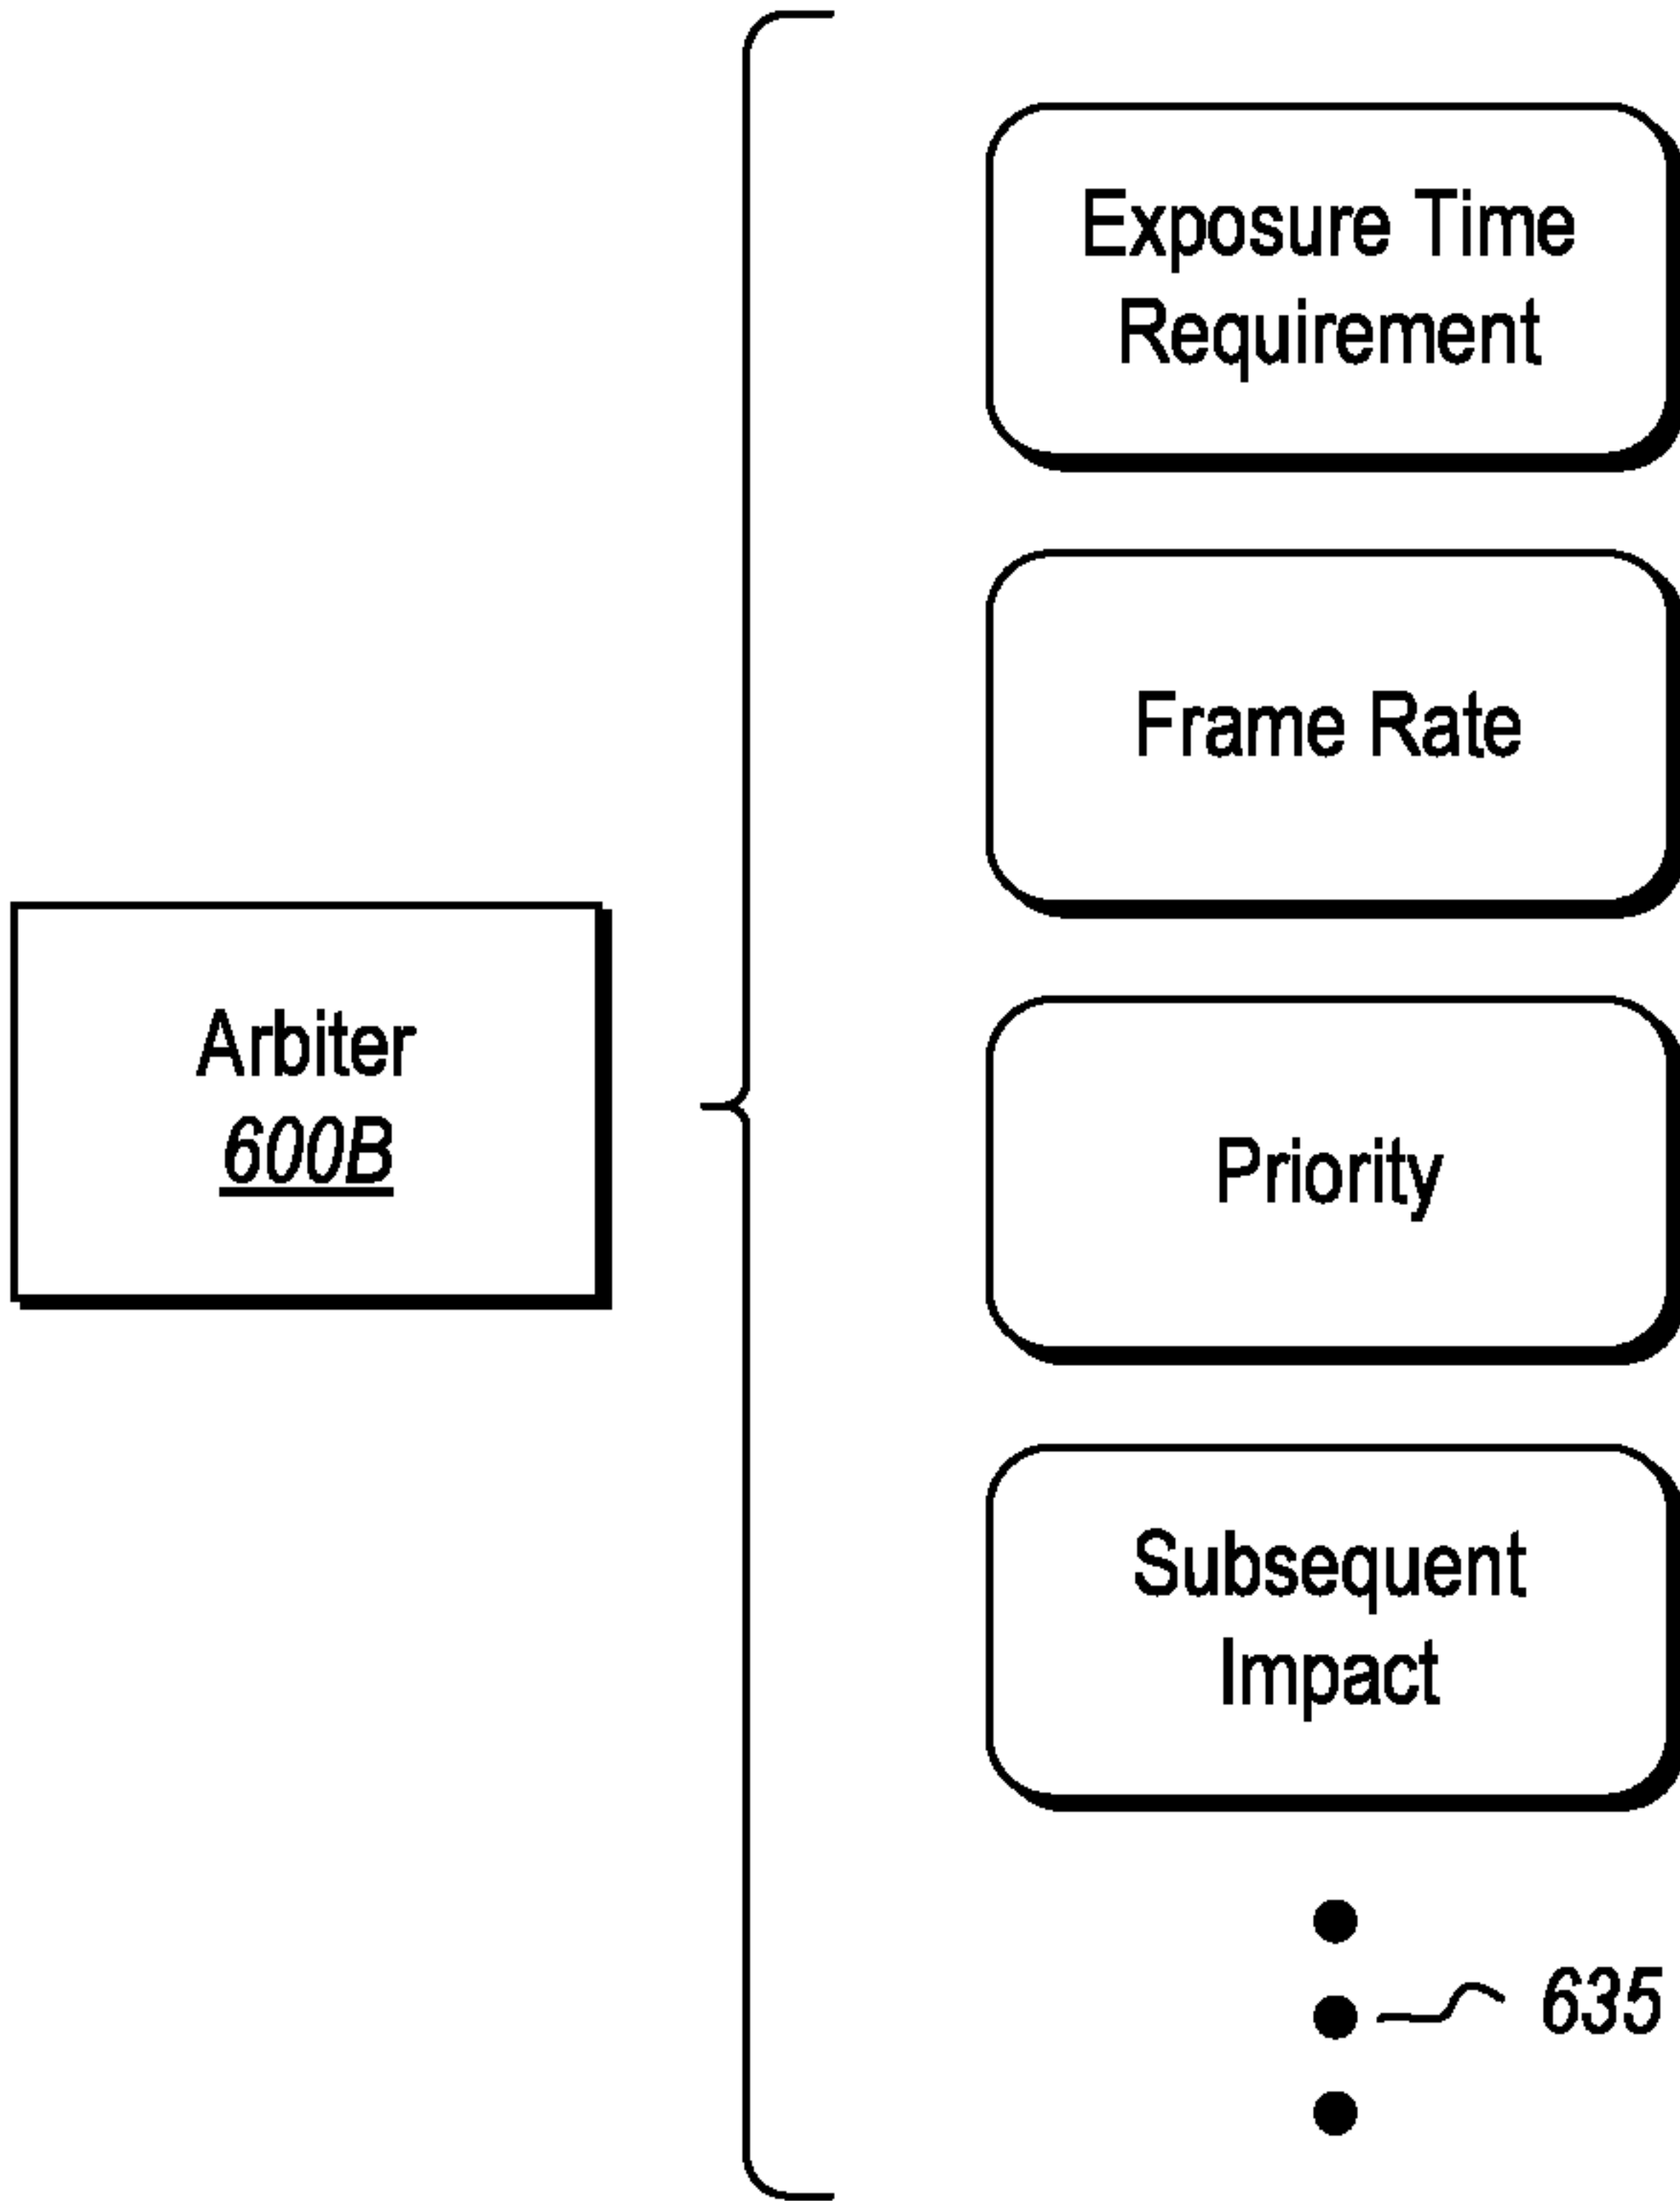 Exposure Time
Requirement
Frame Rate
Arbiter
600B
Priority
Subsequent
Impact
635